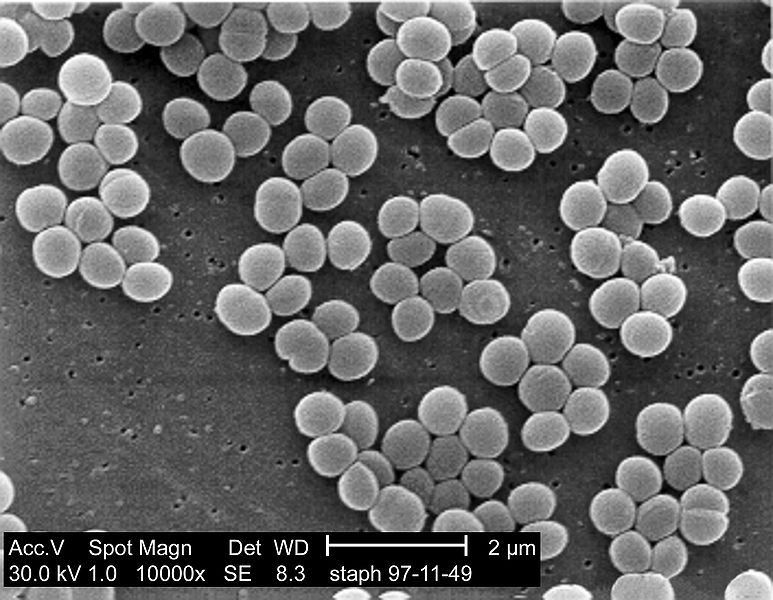 Acc.V Spot Magn Det WD 2 µm
30.0 kV 1.0 10000x SE 8.3 staph 97-11-49